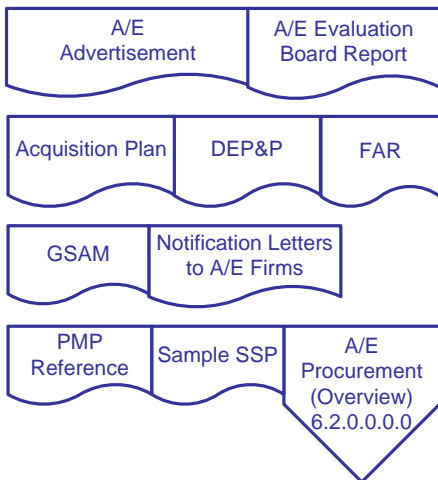 A/E
Advertisement
A/E Evaluation
Board Report
Acquisition Plan
DEP&P
FAR
GSAM
Notification Letters
to A/E Firms
PMP
Reference
Sample SSP
A/E
Procurement
(Overview)
6.2.0.0.0.0